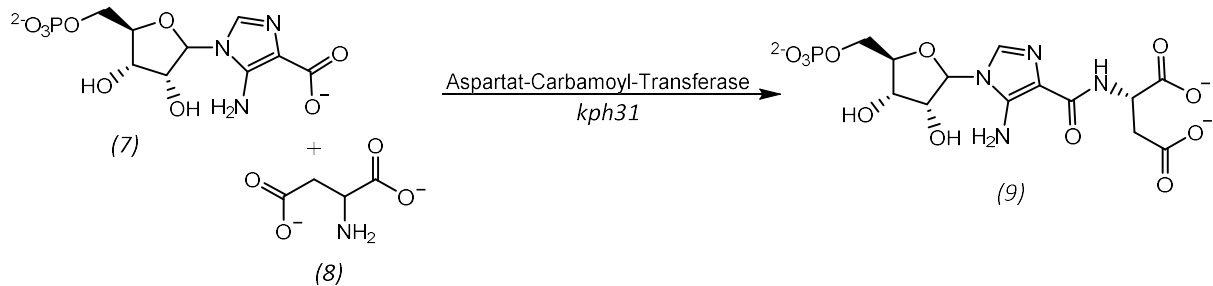 2-O3PO
O
N
N
O
O−
HO
OH
H2N
(7)
+
O
O
O−
O−
NH2
(8)
Aspartat-Carbamoyl-Transferase
kph31
2-O3PO
O
N
N
H
N
O
O−
O−
HO
OH
H2N
O
O
(9)